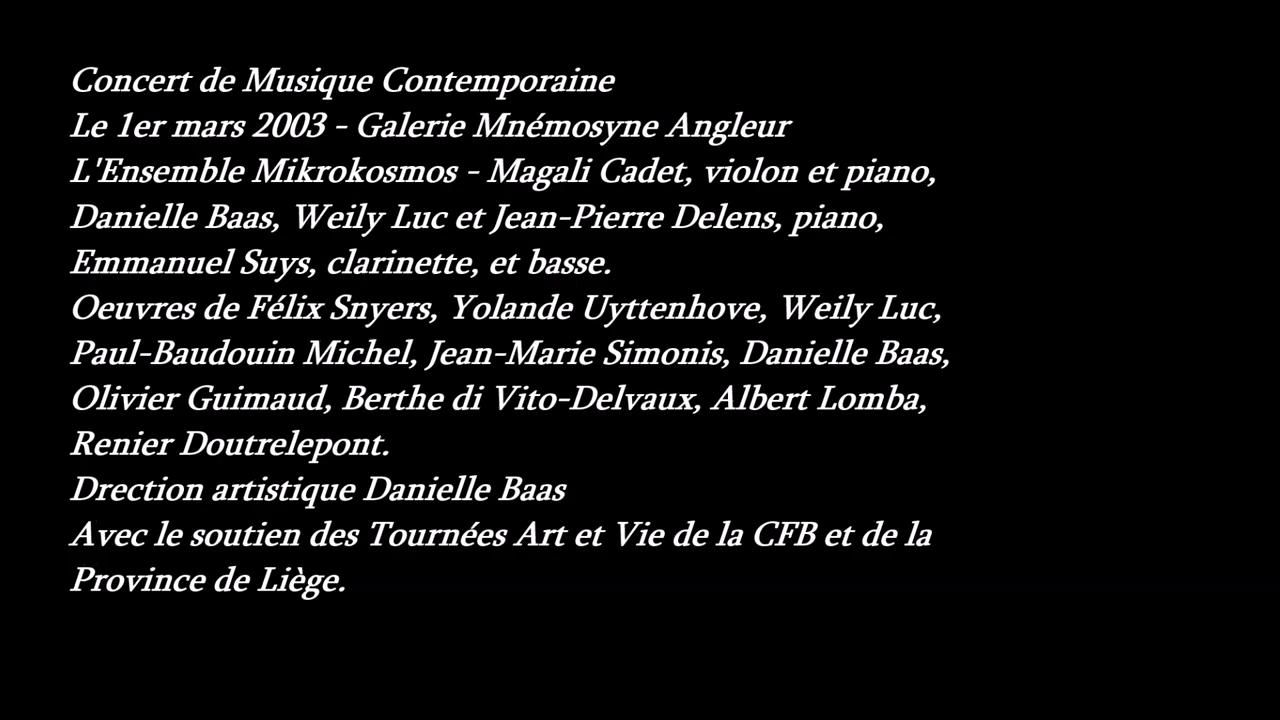 Concert de Musique Contemporaine
Le 1er mars 2003 - Galerie Mnémosyne Angleur
L'Ensemble Mikrokosmos - Magali Cadet, violon et piano,
Danielle Baas, Weily Luc et Jean-Pierre Delens, piano,
Emmanuel Suys, clarinette, et basse.
Oeuvres de Félix Snyers, Yolande Uyttenhove, Weily Luc,
Paul-Baudouin Michel, Jean-Marie Simonis, Danielle Baas,
Olivier Guimaud, Berthe di Vito-Delvaux, Albert Lomba,
Renier Doutrelepont.
Drection artistique Danielle Baas
Avec le soutien des Tournées Art et Vie de la CFB et de la
Province de Liège.